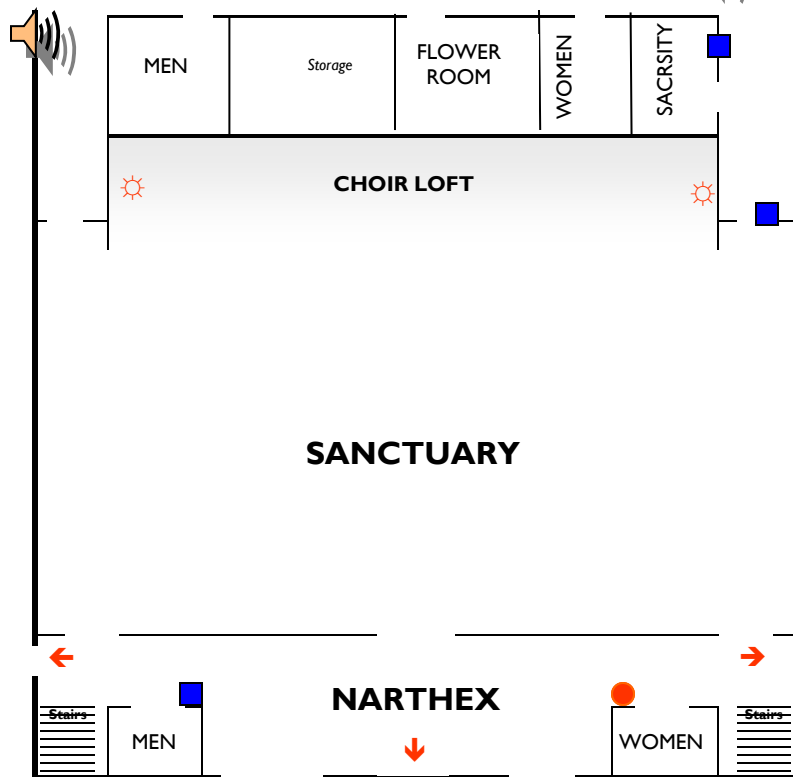 MEN
Storage
FLOWER
ROOM
WOMEN
SACRSITY
CHOIR LOFT
SANCTUARY
NARTHEX
Stairs
MEN
WOMEN
Stairs